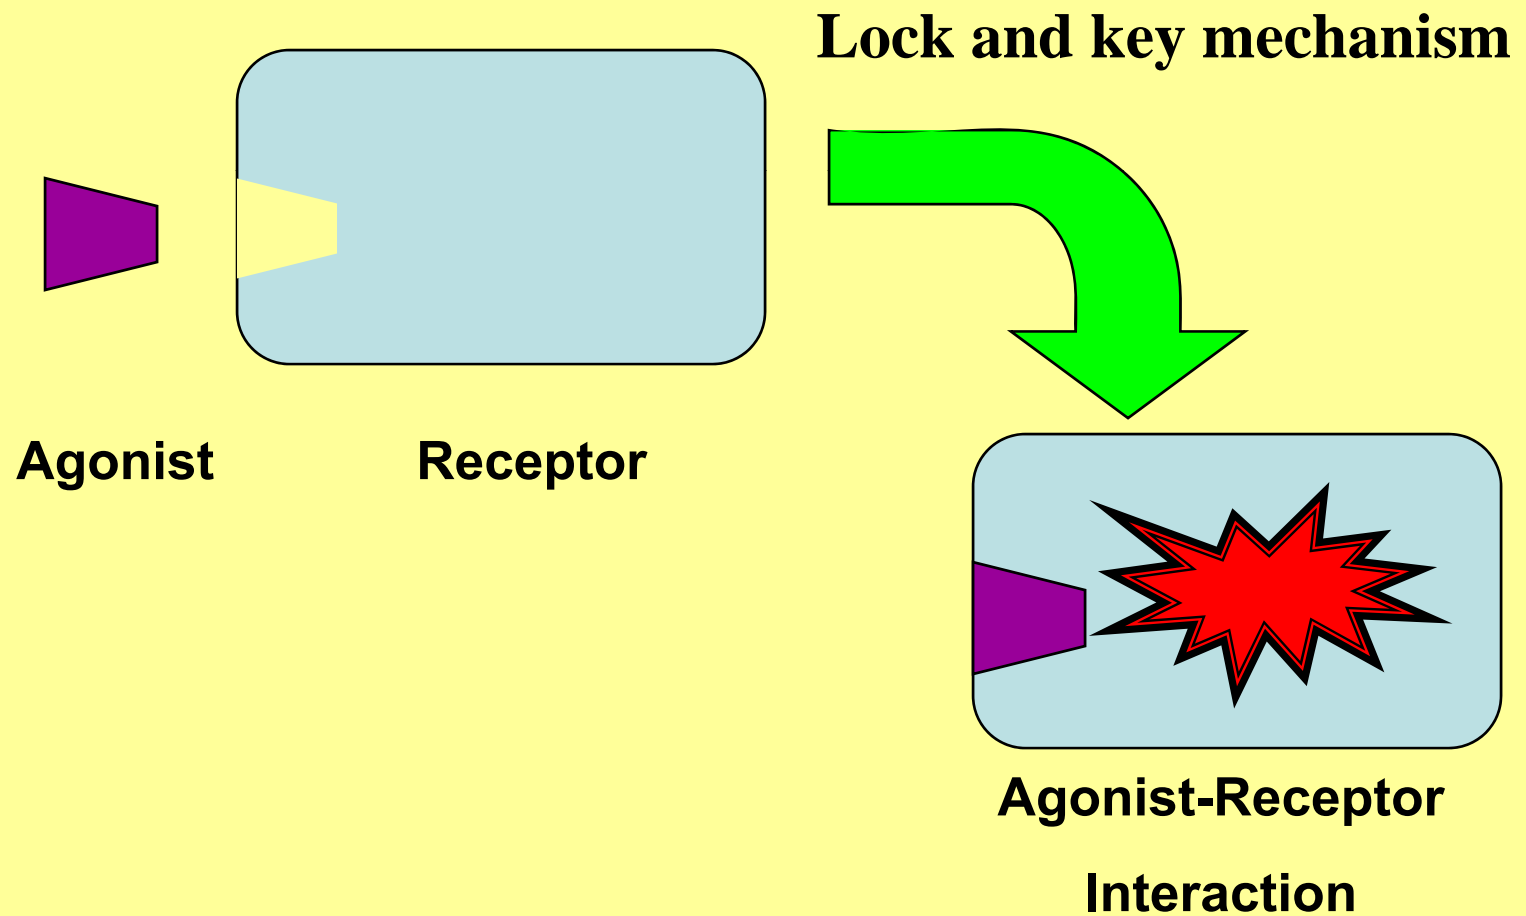 Lock and key mechanism
Agonist
Receptor
Agonist-Receptor
Interaction